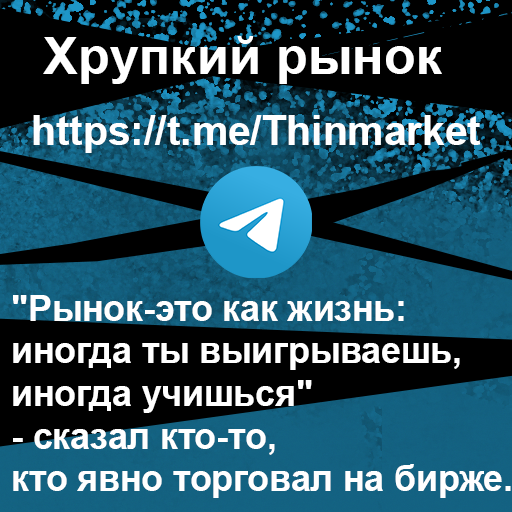 Хрупкий рынок
https://t.me/Thinmarket
"Рынок-это как жизнь:
иногда ты выигрываешь,
иногда учишься"
- сказал кто-то,
кто явно торговал на бирже.